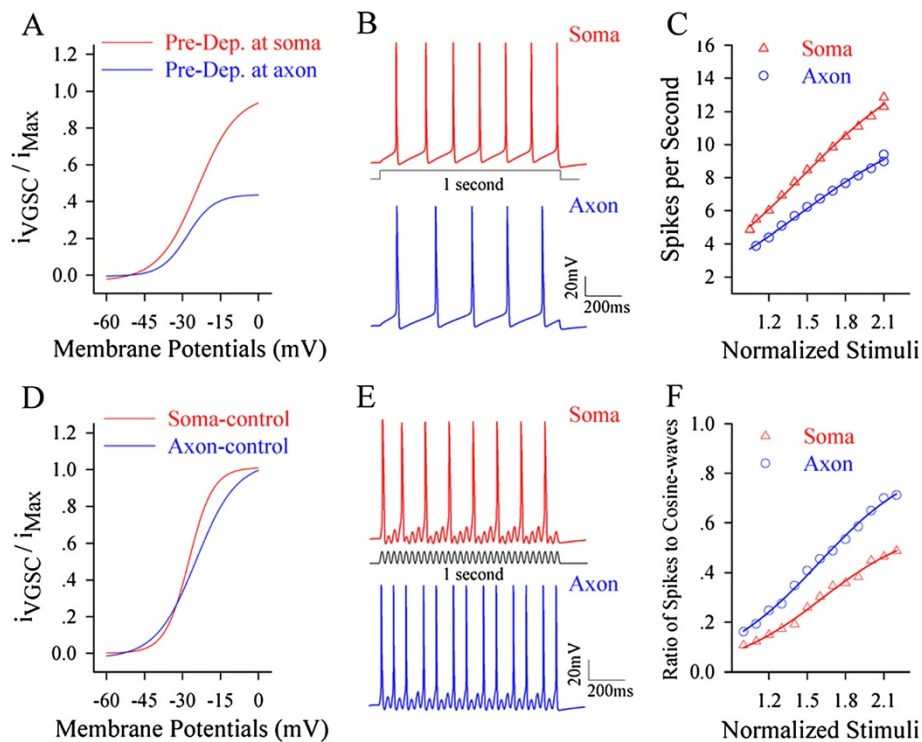 A
Pre-Dep. at soma
Pre-Dep. at axon
iVGSC / iMax
1.2
1.0
.8
.6
.4
.2
0.0
-60 -45 -30 -15 0
Membrane Potentials (mV)
B
Soma
1 second
Axon
20mV
200ms
C
Soma
Axon
Spikes per Second
16
14
12
10
8
6
4
2
1.2 1.5 1.8 2.1
Normalized Stimuli
D
Soma-control
Axon-control
iVGSC / iMax
1.2
1.0
.8
.6
.4
.2
0.0
-60 -45 -30 -15 0
Membrane Potentials (mV)
E
Soma
1 second
Axon
20mV
200ms
F
Soma
Axon
Ratio of Spikes to Cosine-waves
1.0
.8
.6
.4
.2
0.0
1.2 1.5 1.8 2.1
Normalized Stimuli